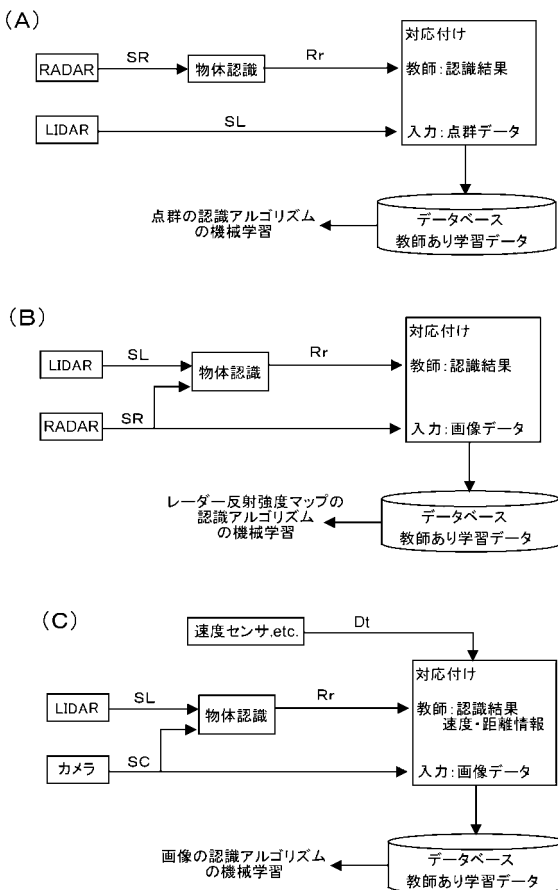 (A)
RADAR
SR
物体認識
Rr
対応付け
教師:認識結果
LIDAR
SL
入力:点群データ
点群の認識アルゴリズム
の機械学習
データベース
教師あり学習データ
(B)
LIDAR
SL
物体認識
Rr
対応付け
教師:認識結果
RADAR
SR
入力:画像データ
レーダー反射強度マップの
認識アルゴリズム
の機械学習
データベース
教師あり学習データ
(C)
速度センサ,etc.
Dt
対応付け
LIDAR
SL
物体認識
Rr
教師:認識結果
速度・距離情報
カメラ
SC
入力:画像データ
画像の認識アルゴリズム
の機械学習
データベース
教師あり学習データ